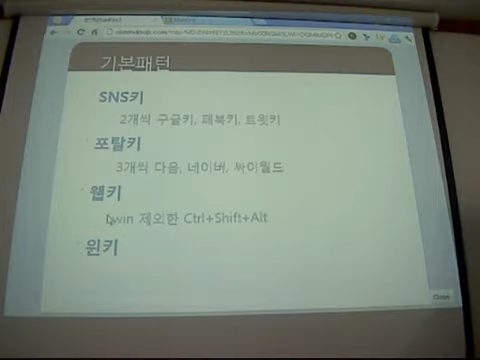 기본패턴
SNS키
2개씩 구글키, 페북키, 트윗키
포탈키
3개씩 다음, 네이버, 싸이월드
웹키
win 제외한 Ctrl+Shift+Alt
윈키
Close